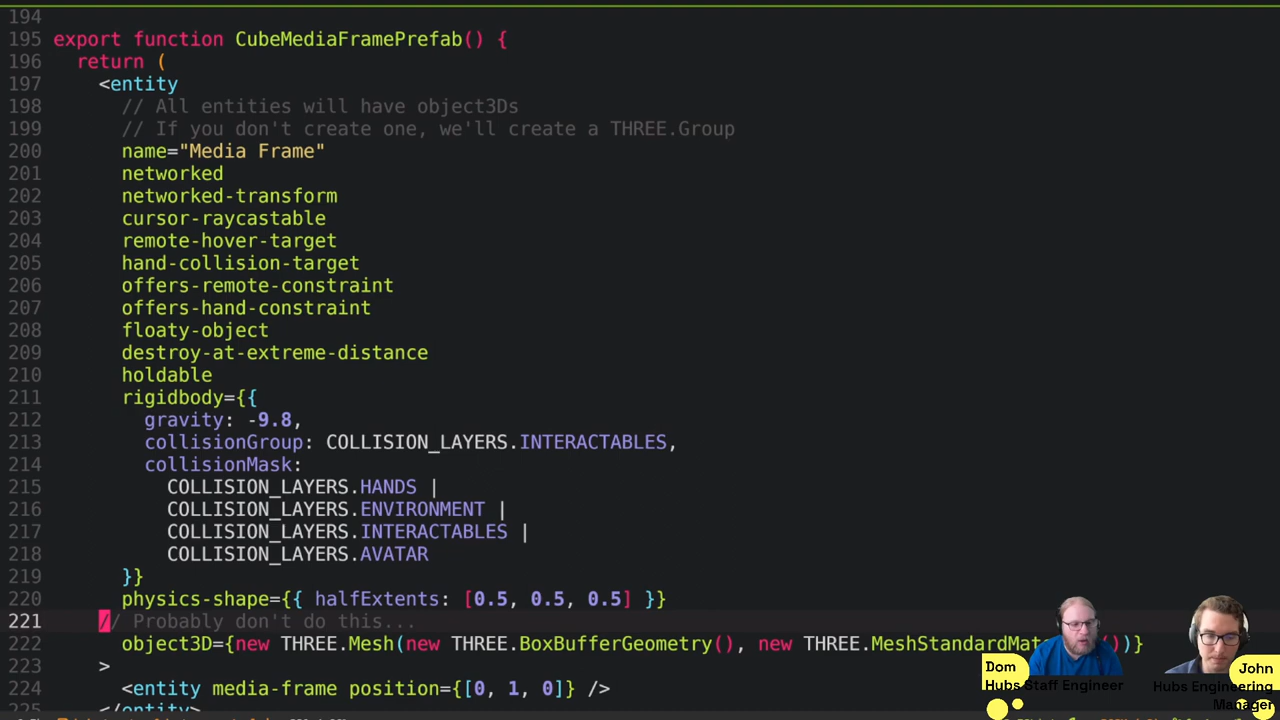 194
195 export function CubeMediaFramePrefab() {
196 return (
197 <entity
198 // All entities will have object3Ds
199 // If you don't create one, we'll create a THREE.Group
200 name="Media Frame"
201 networked
202 networked-transform
203 cursor-raycastable
204 remote-hover-target
205 hand-collision-target
206 offers-remote-constraint
207 offers-hand-constraint
208 floaty-object
209 destroy-at-extreme-distance
210 holdable
211 rigidbody={{
212 gravity: -9.8,
213 collisionGroup: COLLISION_LAYERS.INTERACTABLES,
214 collisionMask:
215 COLLISION_LAYERS.HANDS |
216 COLLISION_LAYERS.ENVIRONMENT |
217 COLLISION_LAYERS.INTERACTABLES |
218 COLLISION_LAYERS.AVATAR
219 }}
220 physics-shape={{ halfExtents: [0.5, 0.5, 0.5] }}
221 // Probably don't do this...
222 object3D={new THREE.Mesh(new THREE.BoxBufferGeometry(), new THREE.MeshStandardMat ())}
223 >
224 <entity media-frame position={[0, 1, 0]} />
225 </entity>
Dom
Hubs Staff Engineer
John
Hubs Engineering
Manager